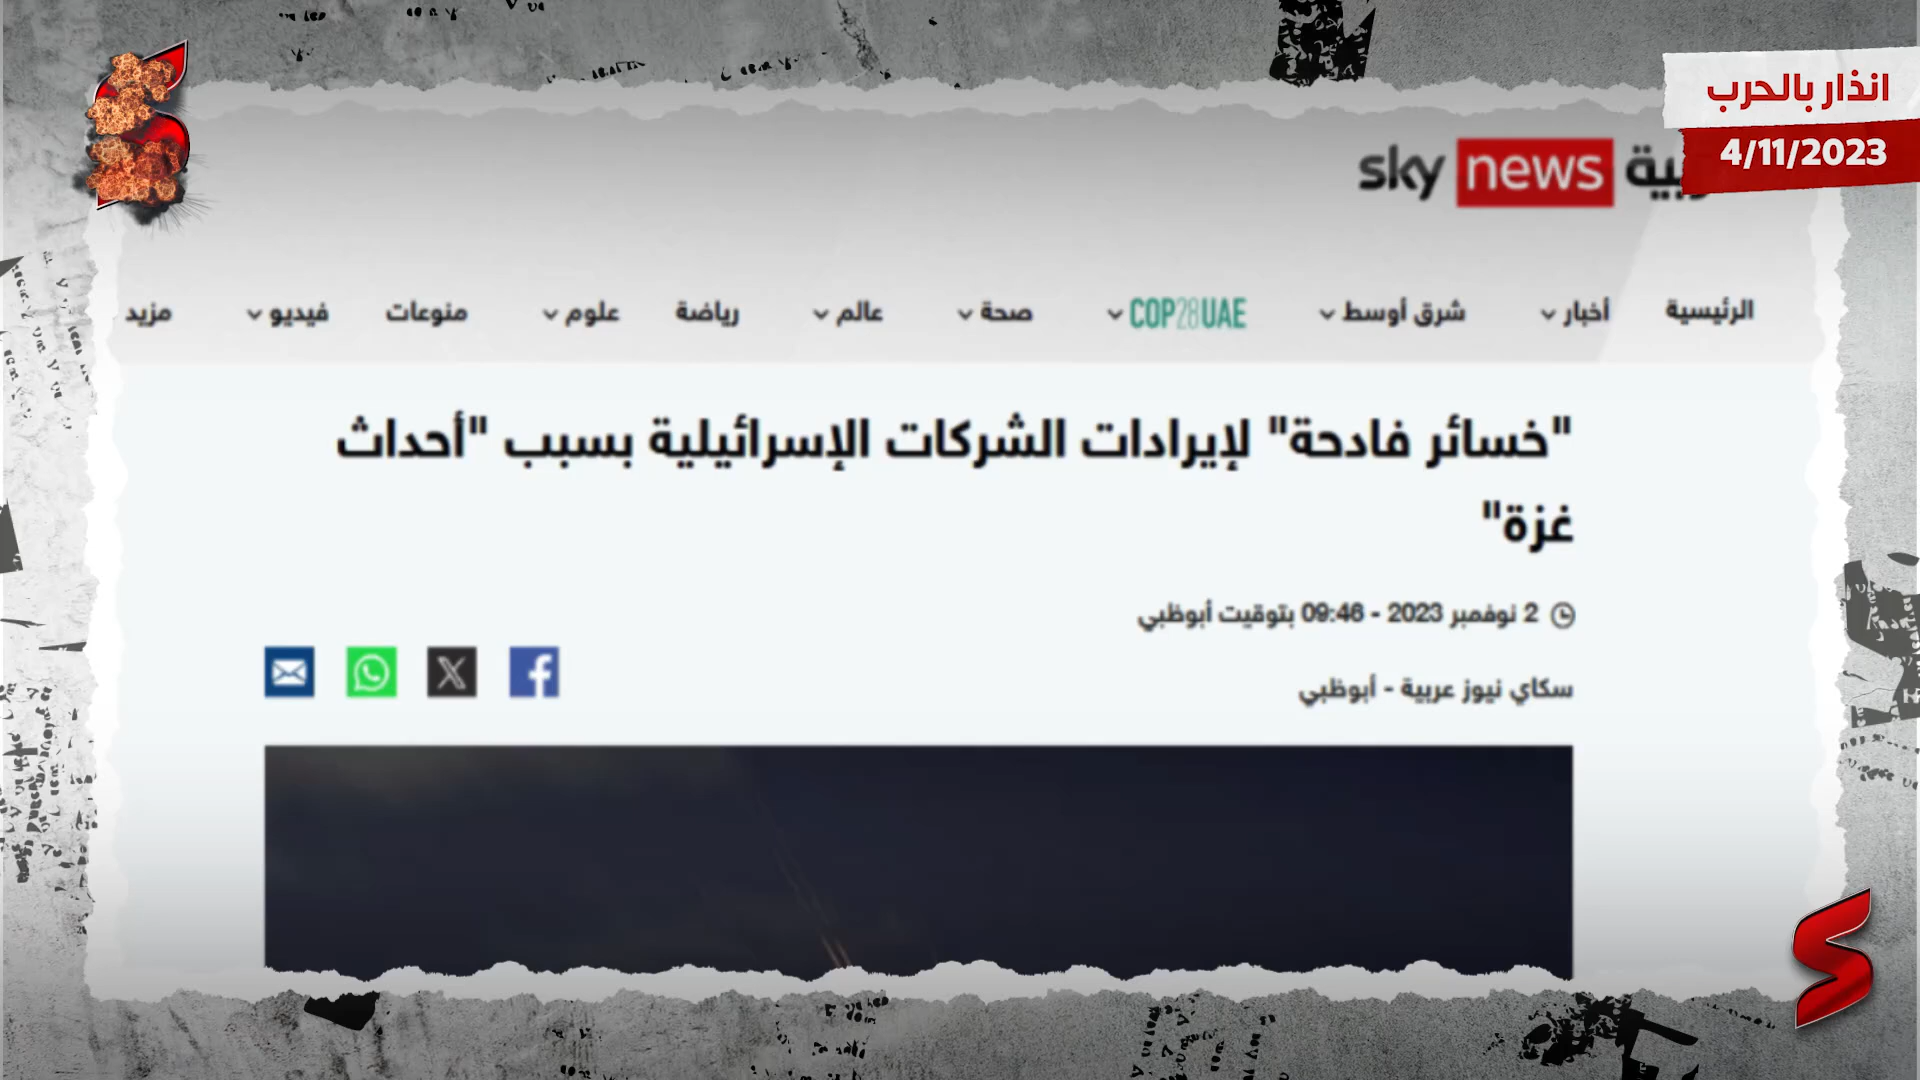 انذار بالحرب
4/11/2023
sky news
الرئيسية أخبار شرق أوسط COP28UAE صحة عالم رياضة علوم منوعات فيديو مزيد
"خسائر فادحة" لإيرادات الشركات الإسرائيلية بسبب "أحداث
غزة"
2 نوفمبر 2023 - 09:46 بتوقيت أبوظبي
سكاي نيوز عربية - أبوظبي